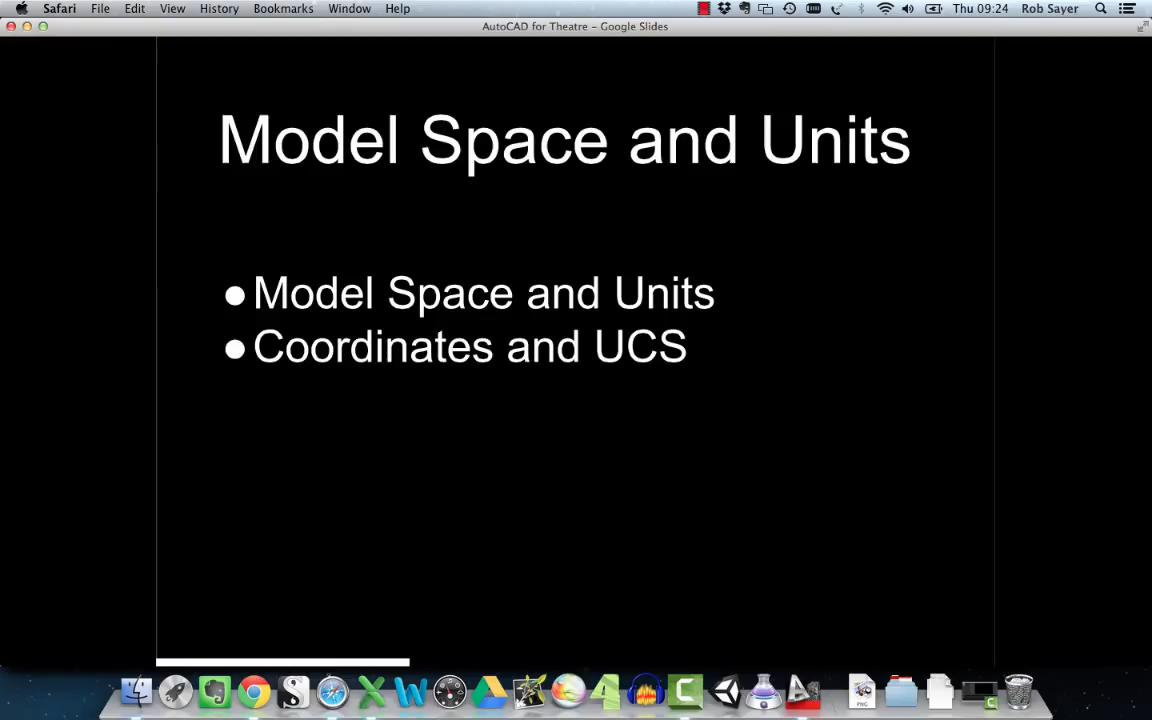 Safari File Edit View History Bookmarks Window Help Thu 09:24 Rob Sayer
AutoCAD for Theatre – Google Slides
Model Space and Units
● Model Space and Units
● Coordinates and UCS
PNG